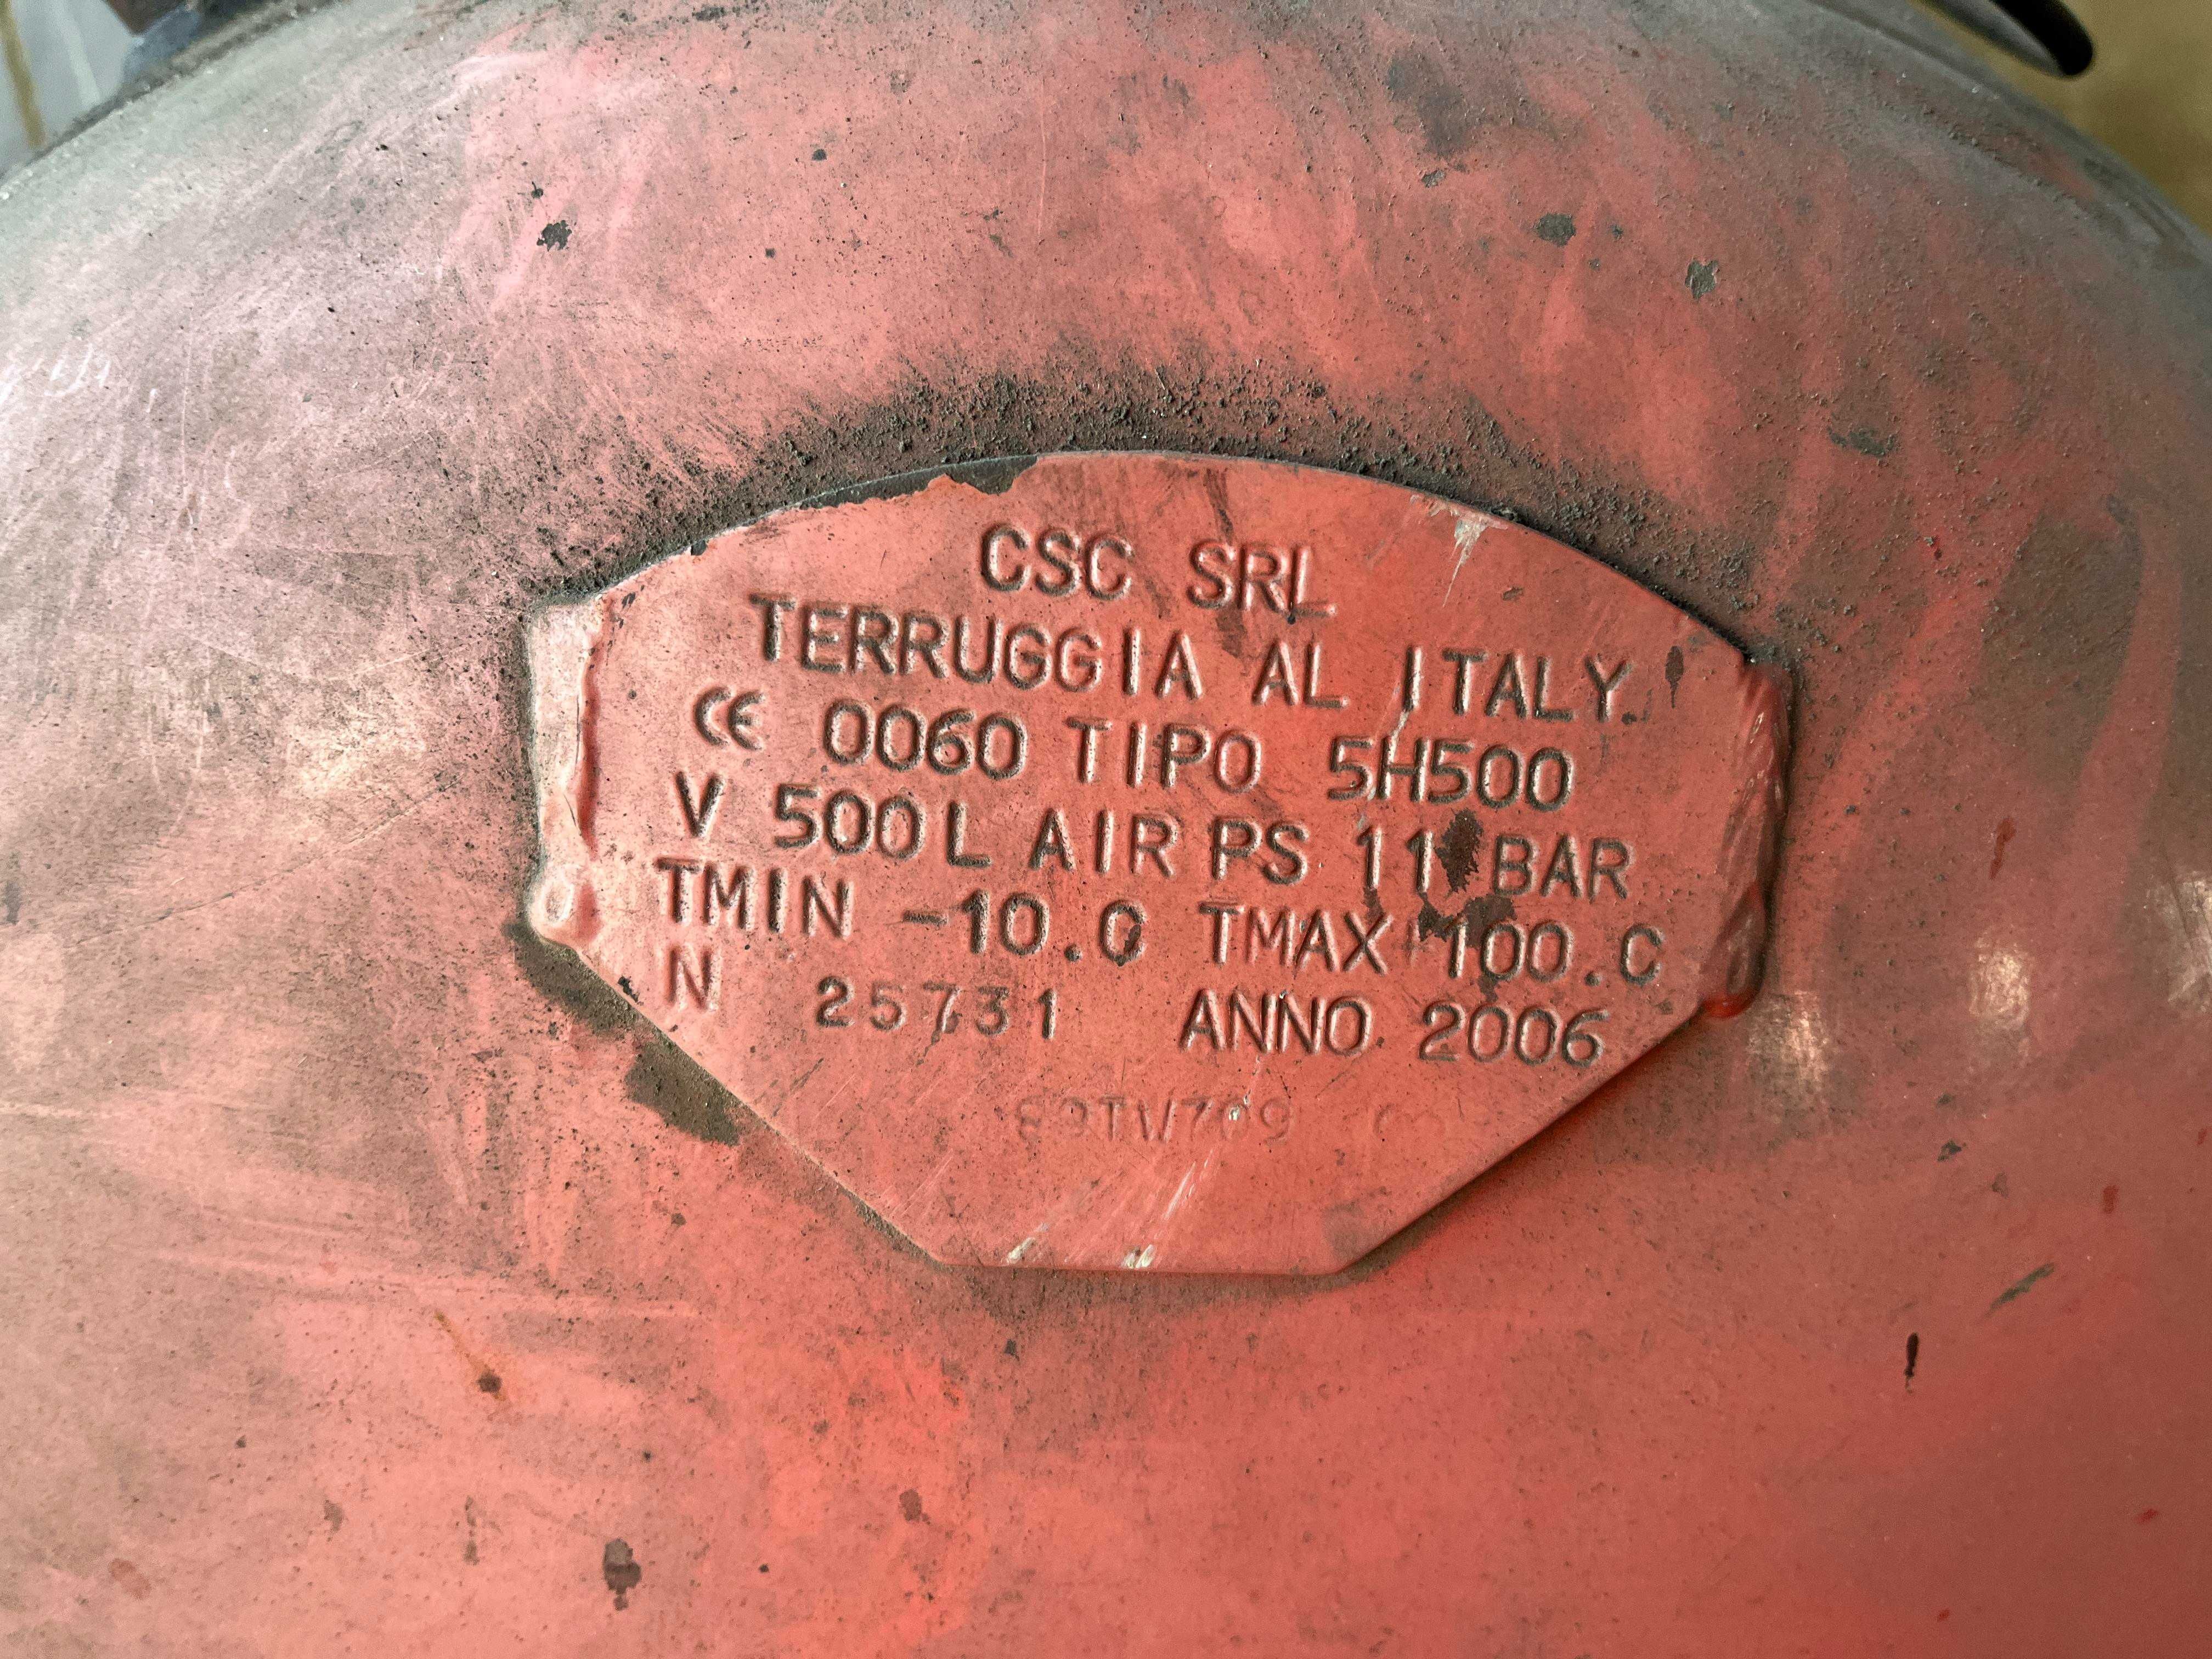 CSC SRL
TERRUGGIA AL ITALY
CE 0060 TIPO 5H500
V 500 L AIR PS 11 BAR
TMIN -10.C TMAX+100.C
N 25731 ANNO 2006